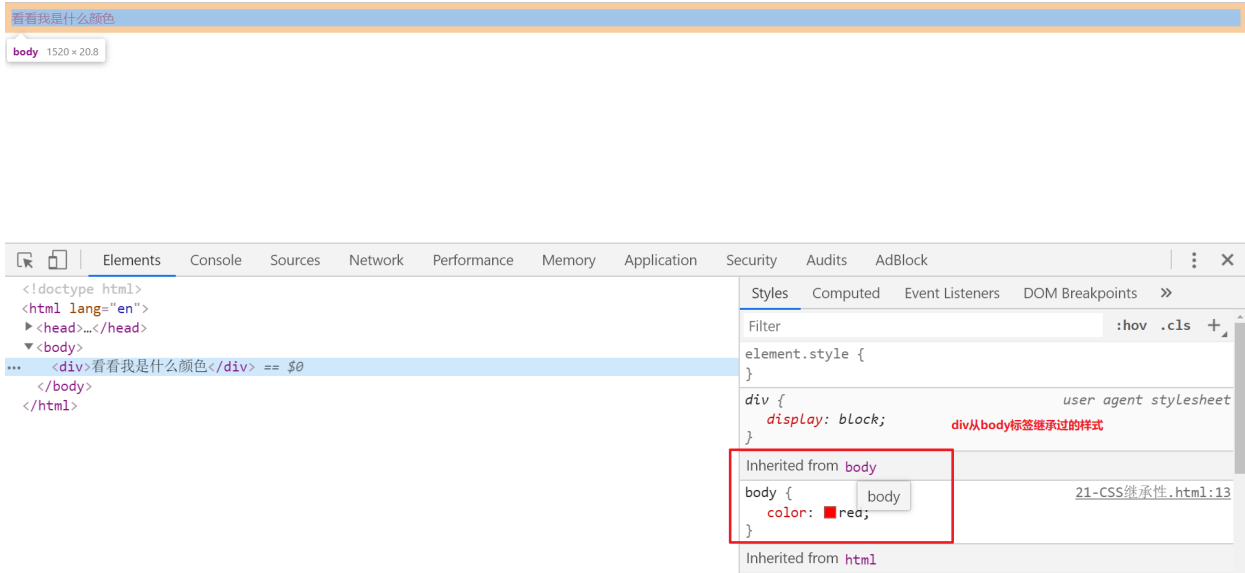 看看我是什么颜色
body 1520 × 20.8
Elements Console Sources Network Performance Memory Application Security Audits AdBlock
<!doctype html>
<html lang="en">
<head>…</head>
<body>
<div>看看我是什么颜色</div> == $0
</body>
</html>
Styles Computed Event Listeners DOM Breakpoints »
Filter :hov .cls +
element.style {
}
div { user agent stylesheet
display: block;
div从body标签继承过的样式
}
Inherited from body
body { 21-CSS继承性.html:13
body
color: red;
}
Inherited from html